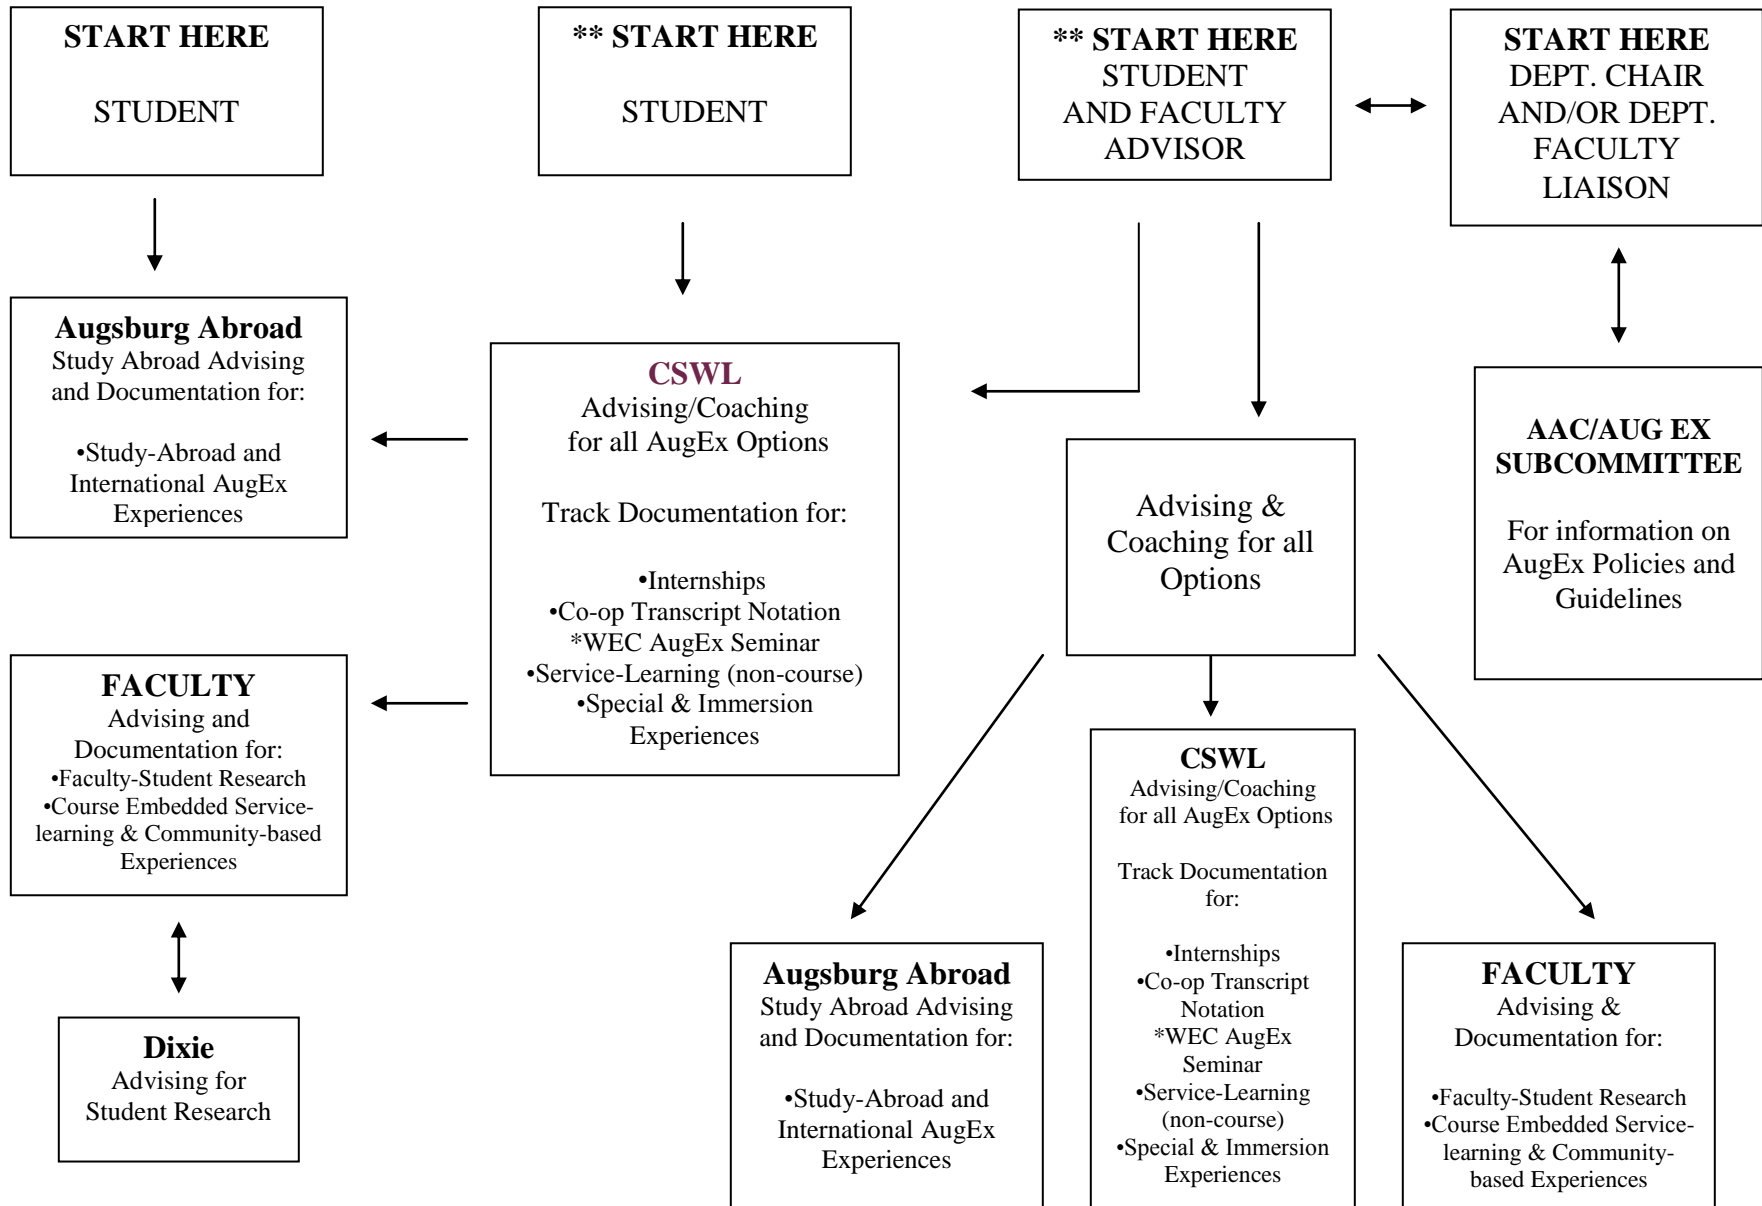 START HERE
STUDENT
** START HERE
STUDENT
** START HERE
STUDENT
AND FACULTY
ADVISOR
START HERE
DEPT. CHAIR
AND/OR DEPT.
FACULTY
LIAISON
Augsburg Abroad
Study Abroad Advising
and Documentation for:
•Study-Abroad and
International AugEx
Experiences
CSWL
Advising/Coaching
for all AugEx Options
Track Documentation for:
•Internships
•Co-op Transcript Notation
*WEC AugEx Seminar
•Service-Learning (non-course)
•Special & Immersion
Experiences
Advising &
Coaching for all
Options
AAC/AUG EX
SUBCOMMITTEE
For information on
AugEx Policies and
Guidelines
FACULTY
Advising and
Documentation for:
•Faculty-Student Research
•Course Embedded Service-
learning & Community-based
Experiences
Dixie
Advising for
Student Research
Augsburg Abroad
Study Abroad Advising
and Documentation for:
•Study-Abroad and
International AugEx
Experiences
CSWL
Advising/Coaching
for all AugEx Options
Track Documentation
for:
•Internships
•Co-op Transcript
Notation
*WEC AugEx
Seminar
•Service-Learning
(non-course)
•Special & Immersion
Experiences
FACULTY
Advising &
Documentation for:
•Faculty-Student Research
•Course Embedded Service-
learning & Community-
based Experiences